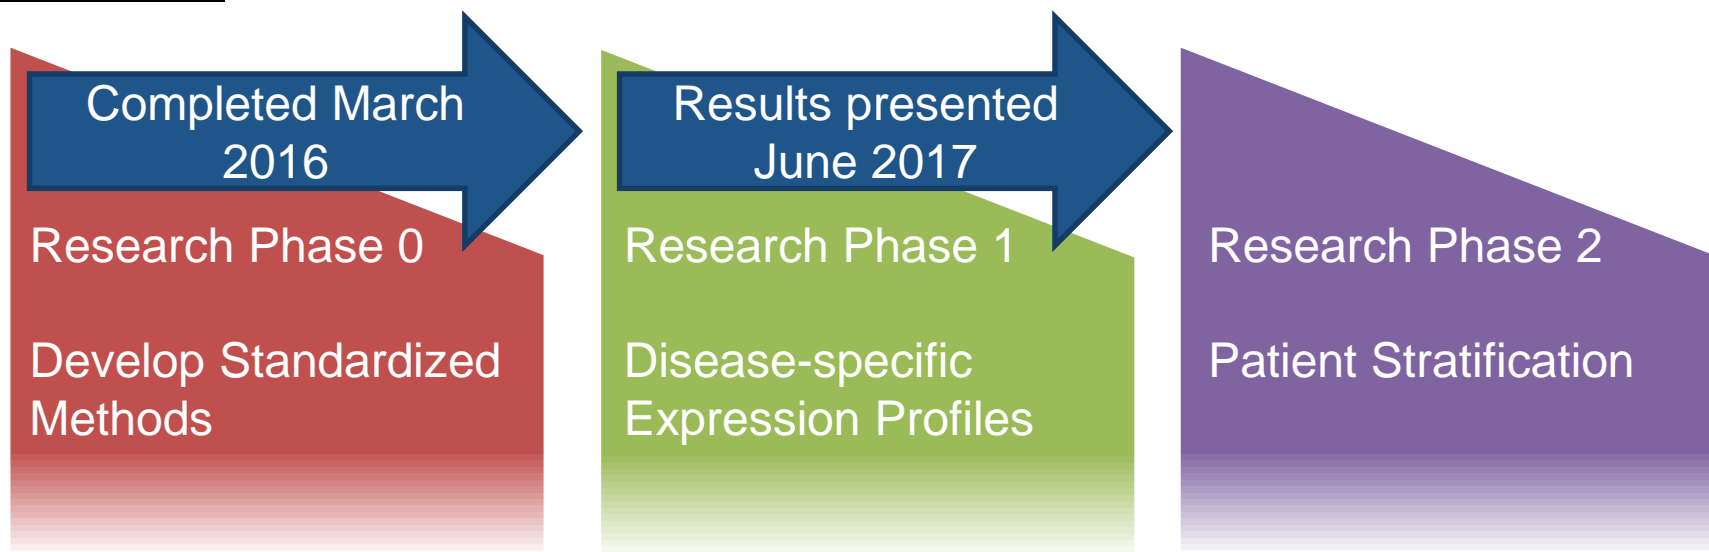 Completed March
2016
Research Phase 0
Develop Standardized
Methods
Results presented
June 2017
Research Phase 1
Disease-specific
Expression Profiles
Research Phase 2
Patient Stratification